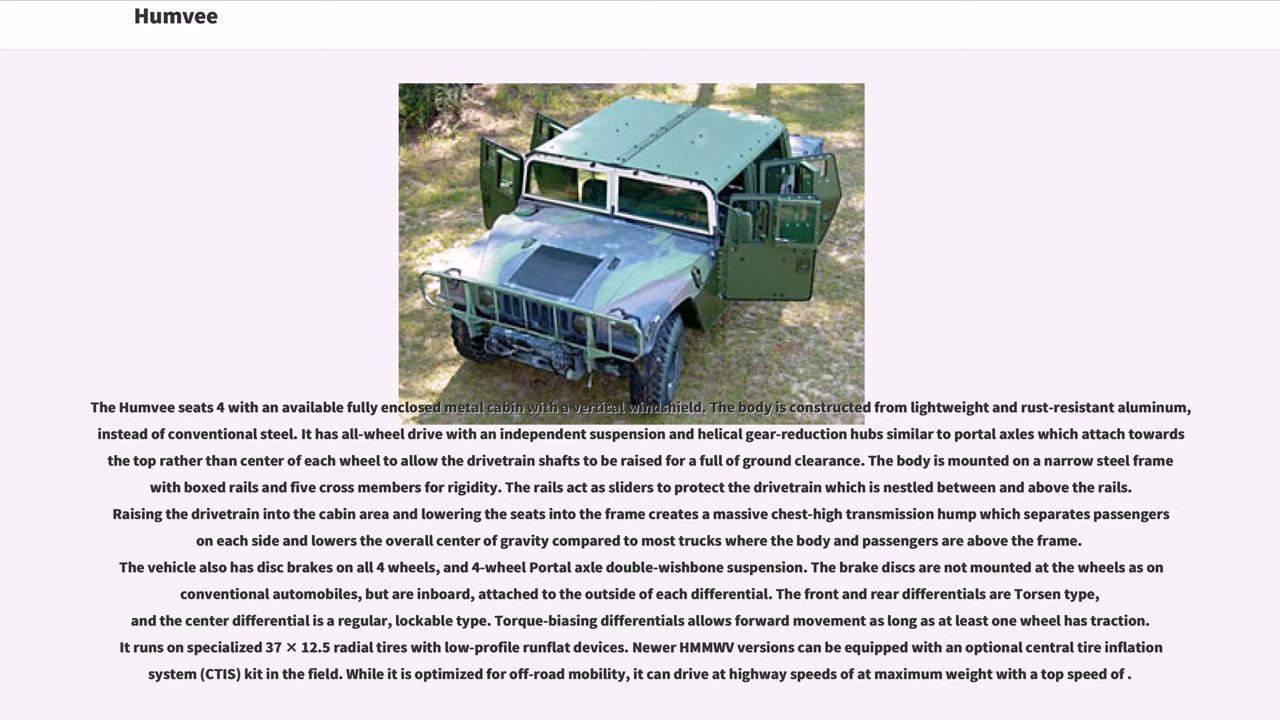 Humvee
The Humvee seats 4 with an available fully enclosed metal cabin with a vertical windshield. The body is constructed from lightweight and rust-resistant aluminum,
instead of conventional steel. It has all-wheel drive with an independent suspension and helical gear-reduction hubs similar to portal axles which attach towards
the top rather than center of each wheel to allow the drivetrain shafts to be raised for a full of ground clearance. The body is mounted on a narrow steel frame
with boxed rails and five cross members for rigidity. The rails act as sliders to protect the drivetrain which is nestled between and above the rails.
Raising the drivetrain into the cabin area and lowering the seats into the frame creates a massive chest-high transmission hump which separates passengers
on each side and lowers the overall center of gravity compared to most trucks where the body and passengers are above the frame.
The vehicle also has disc brakes on all 4 wheels, and 4-wheel Portal axle double-wishbone suspension. The brake discs are not mounted at the wheels as on
conventional automobiles, but are inboard, attached to the outside of each differential. The front and rear differentials are Torsen type,
and the center differential is a regular, lockable type. Torque-biasing differentials allows forward movement as long as at least one wheel has traction.
It runs on specialized 37 × 12.5 radial tires with low-profile runflat devices. Newer HMMWV versions can be equipped with an optional central tire inflation
system (CTIS) kit in the field. While it is optimized for off-road mobility, it can drive at highway speeds of at maximum weight with a top speed of .